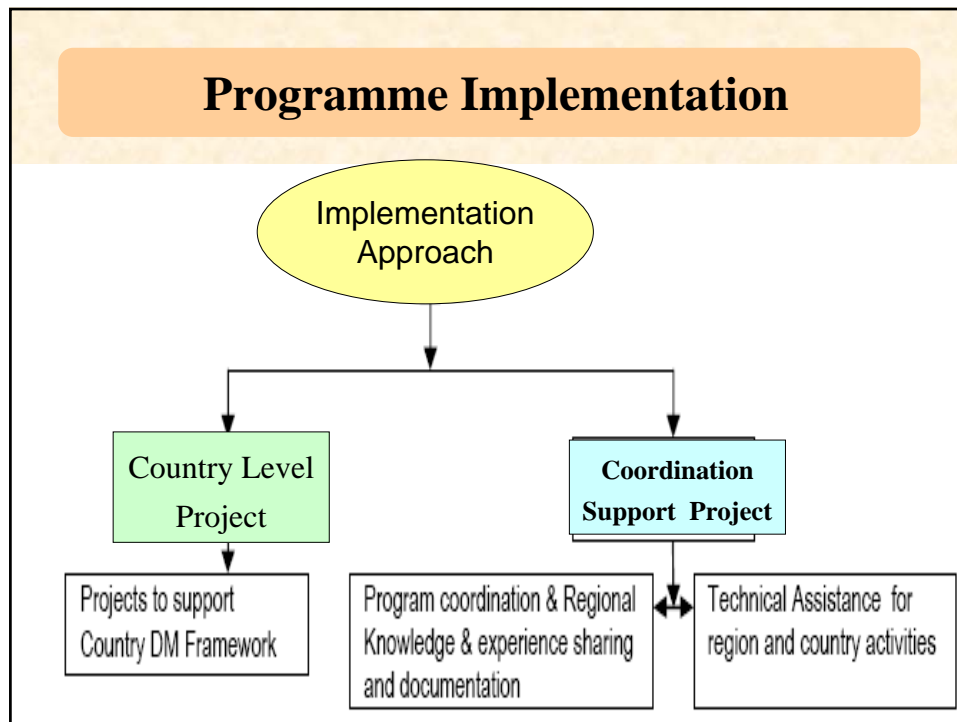 Programme Implementation
Implementation
Approach
Country Level
Project
Coordination
Support Project
Projects to support
Country DM Framework
Program coordination & Regional
Knowledge & experience sharing
and documentation
Technical Assistance for
region and country activities